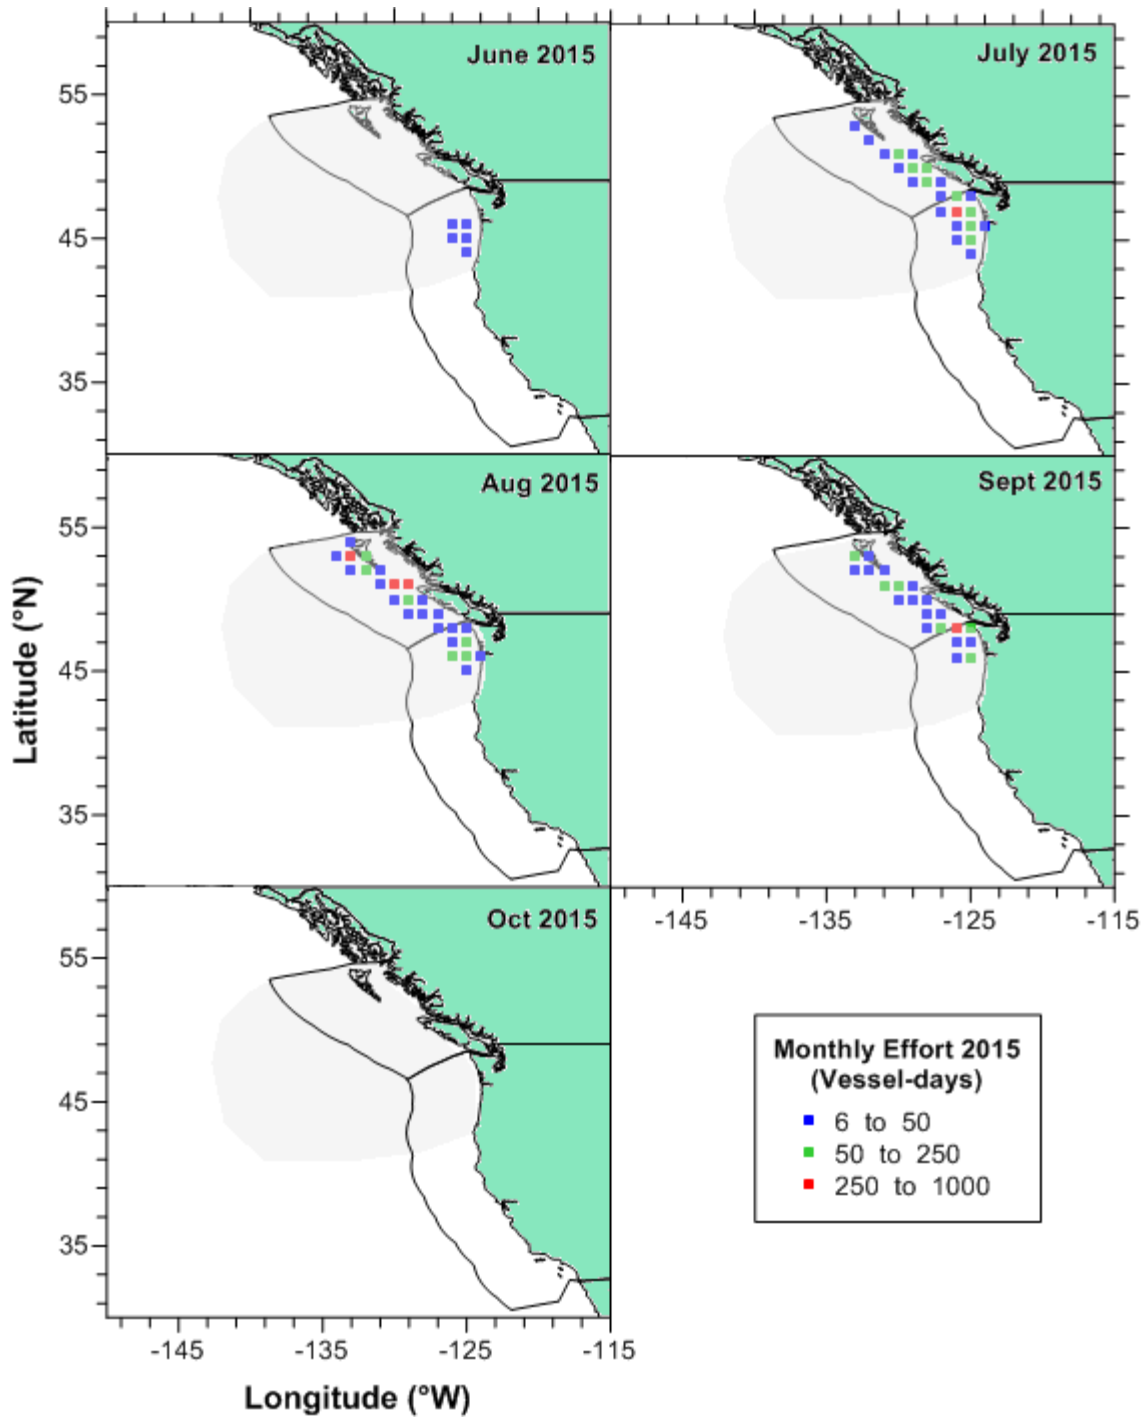 June 2015
July 2015
55
45
35
Aug 2015
Sept 2015
55
45
35
Latitude (°N)
-145 -135 -125 -115
Oct 2015
55
45
35
Monthly Effort 2015
(Vessel-days)
6 to 50
50 to 250
250 to 1000
-145 -135 -125 -115
Longitude (°W)